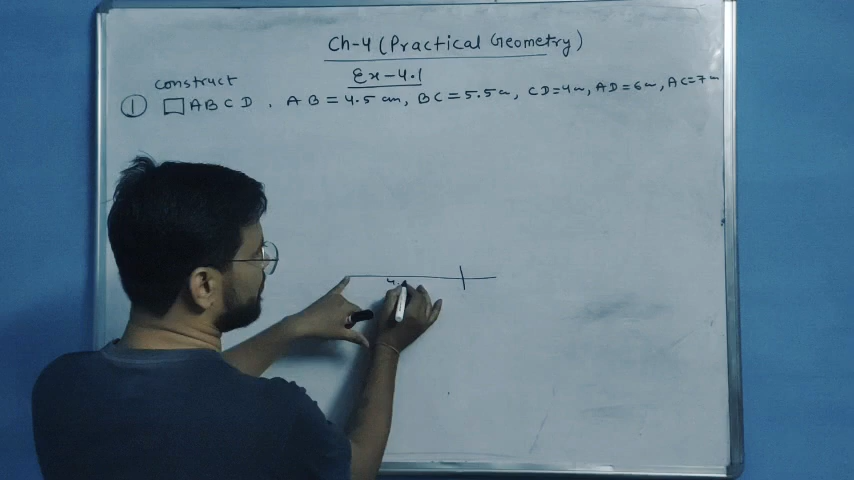 Ch-4 (Practical Geometry)
Ex-4.1
construct
① □ABCD, AB=4.5 cm, BC=5.5 cm, CD=4 cm, AD=6 cm, AC=7 cm
4.